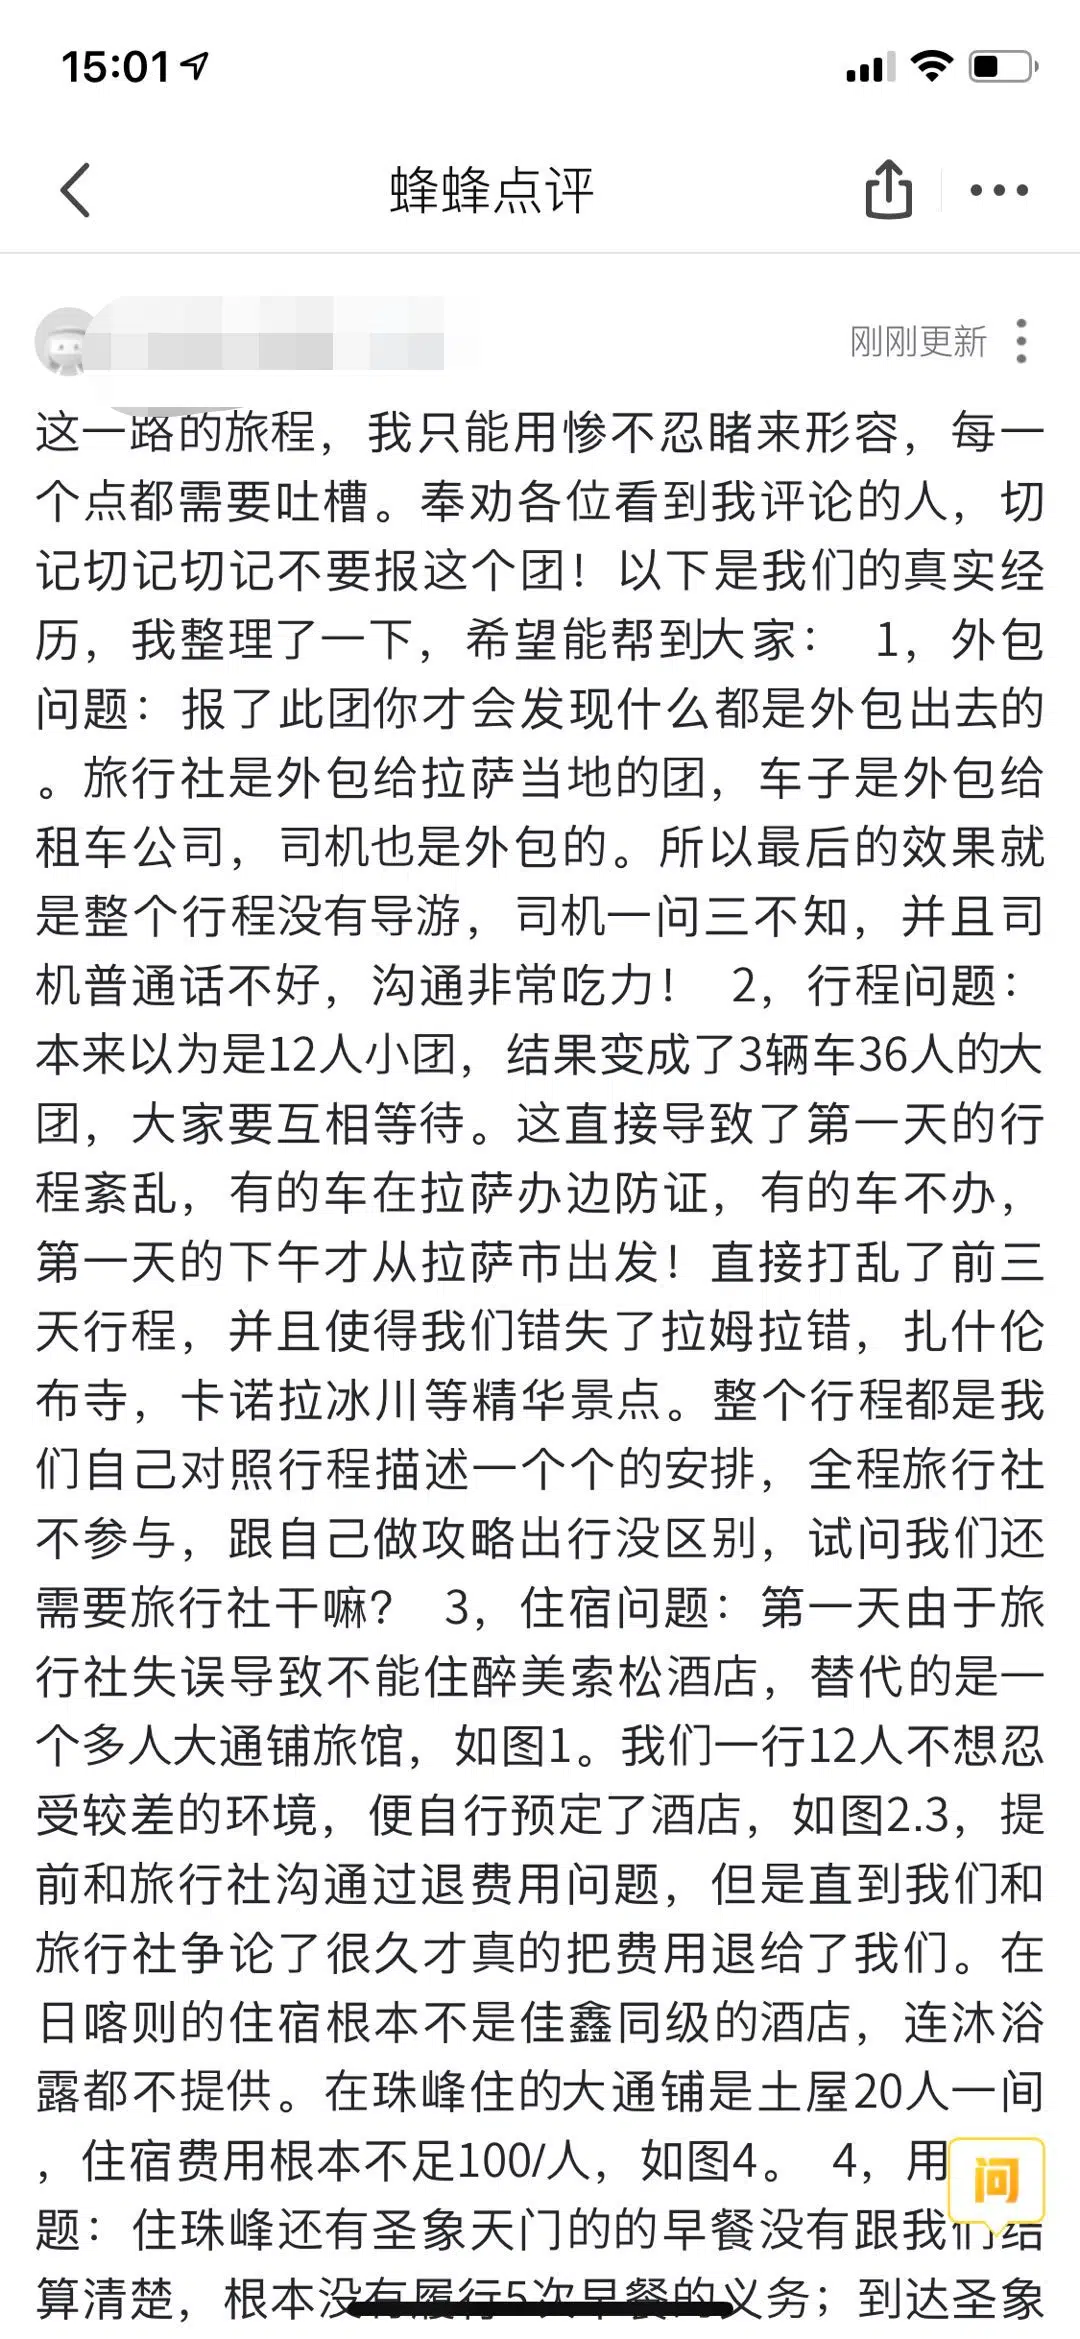 15:01
蜂蜂点评
刚刚更新
这一路的旅程，我只能用惨不忍睹来形容，每一
个点都需要吐槽。奉劝各位看到我评论的人，切
记切记切记不要报这个团！以下是我们的真实经
历，我整理了一下，希望能帮到大家： 1，外包
问题：报了此团你才会发现什么都是外包出去的
。旅行社是外包给拉萨当地的团，车子是外包给
租车公司，司机也是外包的。所以最后的效果就
是整个行程没有导游，司机一问三不知，并且司
机普通话不好，沟通非常吃力！ 2，行程问题：
本来以为是12人小团，结果变成了3辆车36人的大
团，大家要互相等待。这直接导致了第一天的行
程紊乱，有的车在拉萨办边防证，有的车不办，
第一天的下午才从拉萨市出发！直接打乱了前三
天行程，并且使得我们错失了拉姆拉错，扎什伦
布寺，卡诺拉冰川等精华景点。整个行程都是我
们自己对照行程描述一个个的安排，全程旅行社
不参与，跟自己做攻略出行没区别，试问我们还
需要旅行社干嘛？ 3，住宿问题：第一天由于旅
行社失误导致不能住醉美索松酒店，替代的是一
个多人大通铺旅馆，如图1。我们一行12人不想忍
受较差的环境，便自行预定了酒店，如图2.3，提
前和旅行社沟通过退费用问题，但是直到我们和
旅行社争论了很久才真的把费用退给了我们。在
日喀则的住宿根本不是佳鑫同级的酒店，连沐浴
露都不提供。在珠峰住的大通铺是土屋20人一间
，住宿费用根本不足100/人，如图4。 4，用
问
题：住珠峰还有圣象天门的的早餐没有跟我们结
算清楚，根本没有履行5次早餐的义务；到达圣象